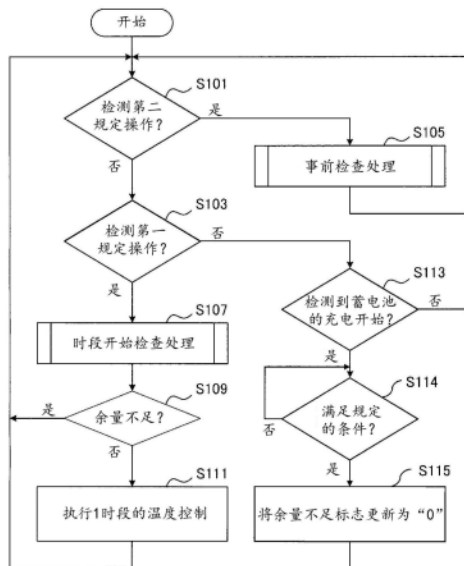 开始
S101
检测第二
规定操作？
是
否
S105
事前检查处理
S103
检测第一
规定操作？
否
是
S113
检测到蓄电池
的充电开始？
否
是
S107
时段开始检查处理
S109
余量不足？
是
否
S114
满足规定
的条件？
否
是
S111
执行1时段的温度控制
S115
将余量不足标志更新为“0”